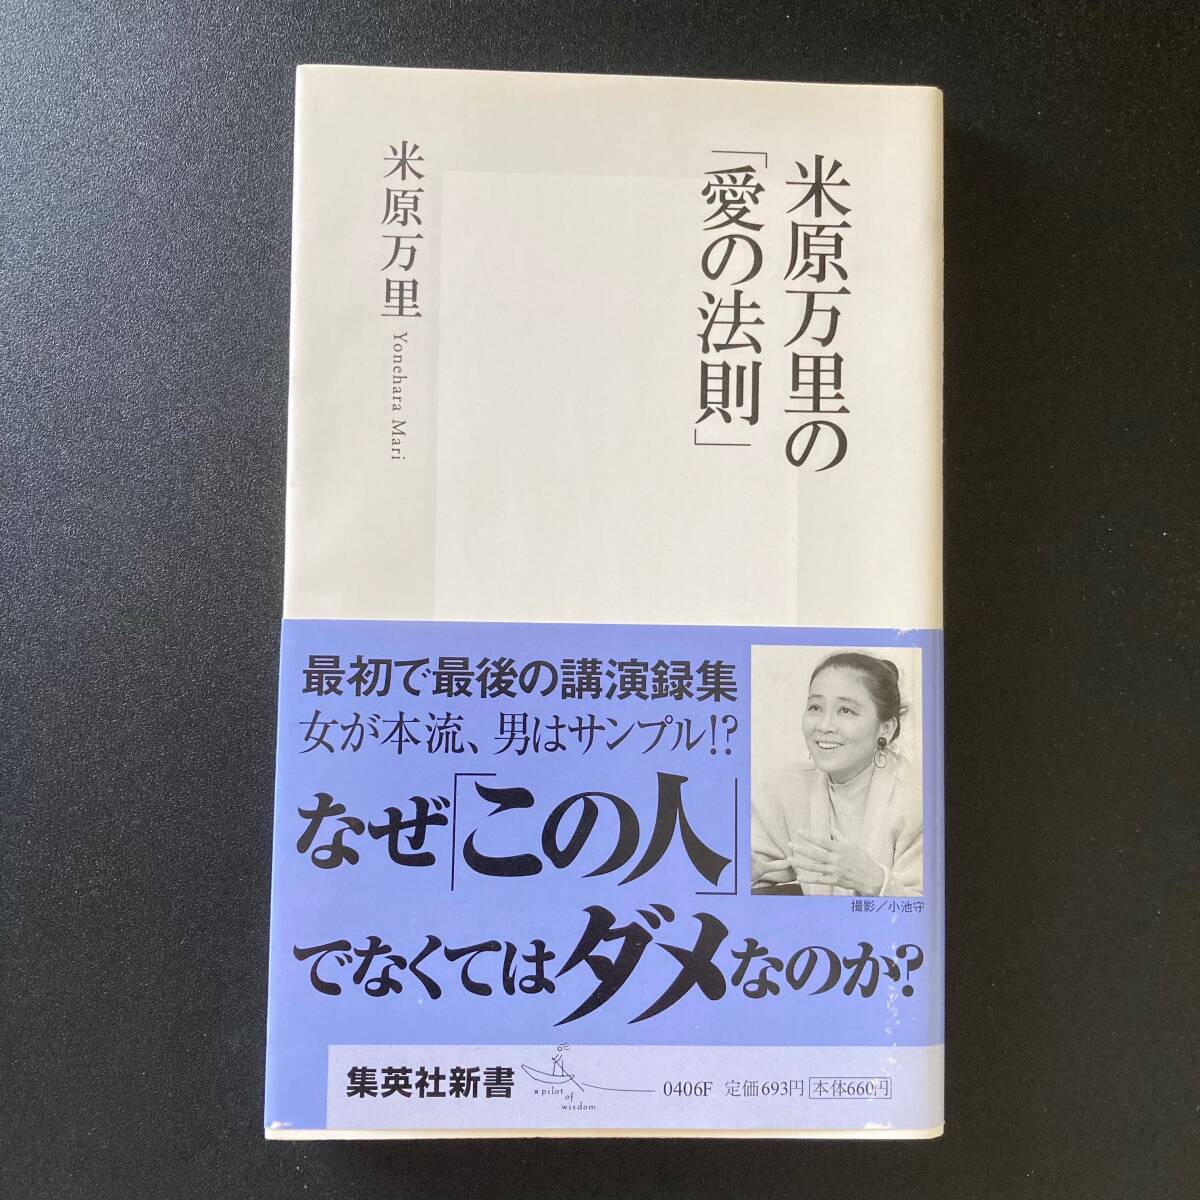 米原万里の
「愛の法則」
米原万里
Yonehara Mari
最初で最後の講演録集
女が本流、男はサンプル!?
なぜ「この人」
でなくてはダメなのか?
撮影/小池守
集英社新書
a pilot
of
wisdom
0406F 定価693円 本体660円